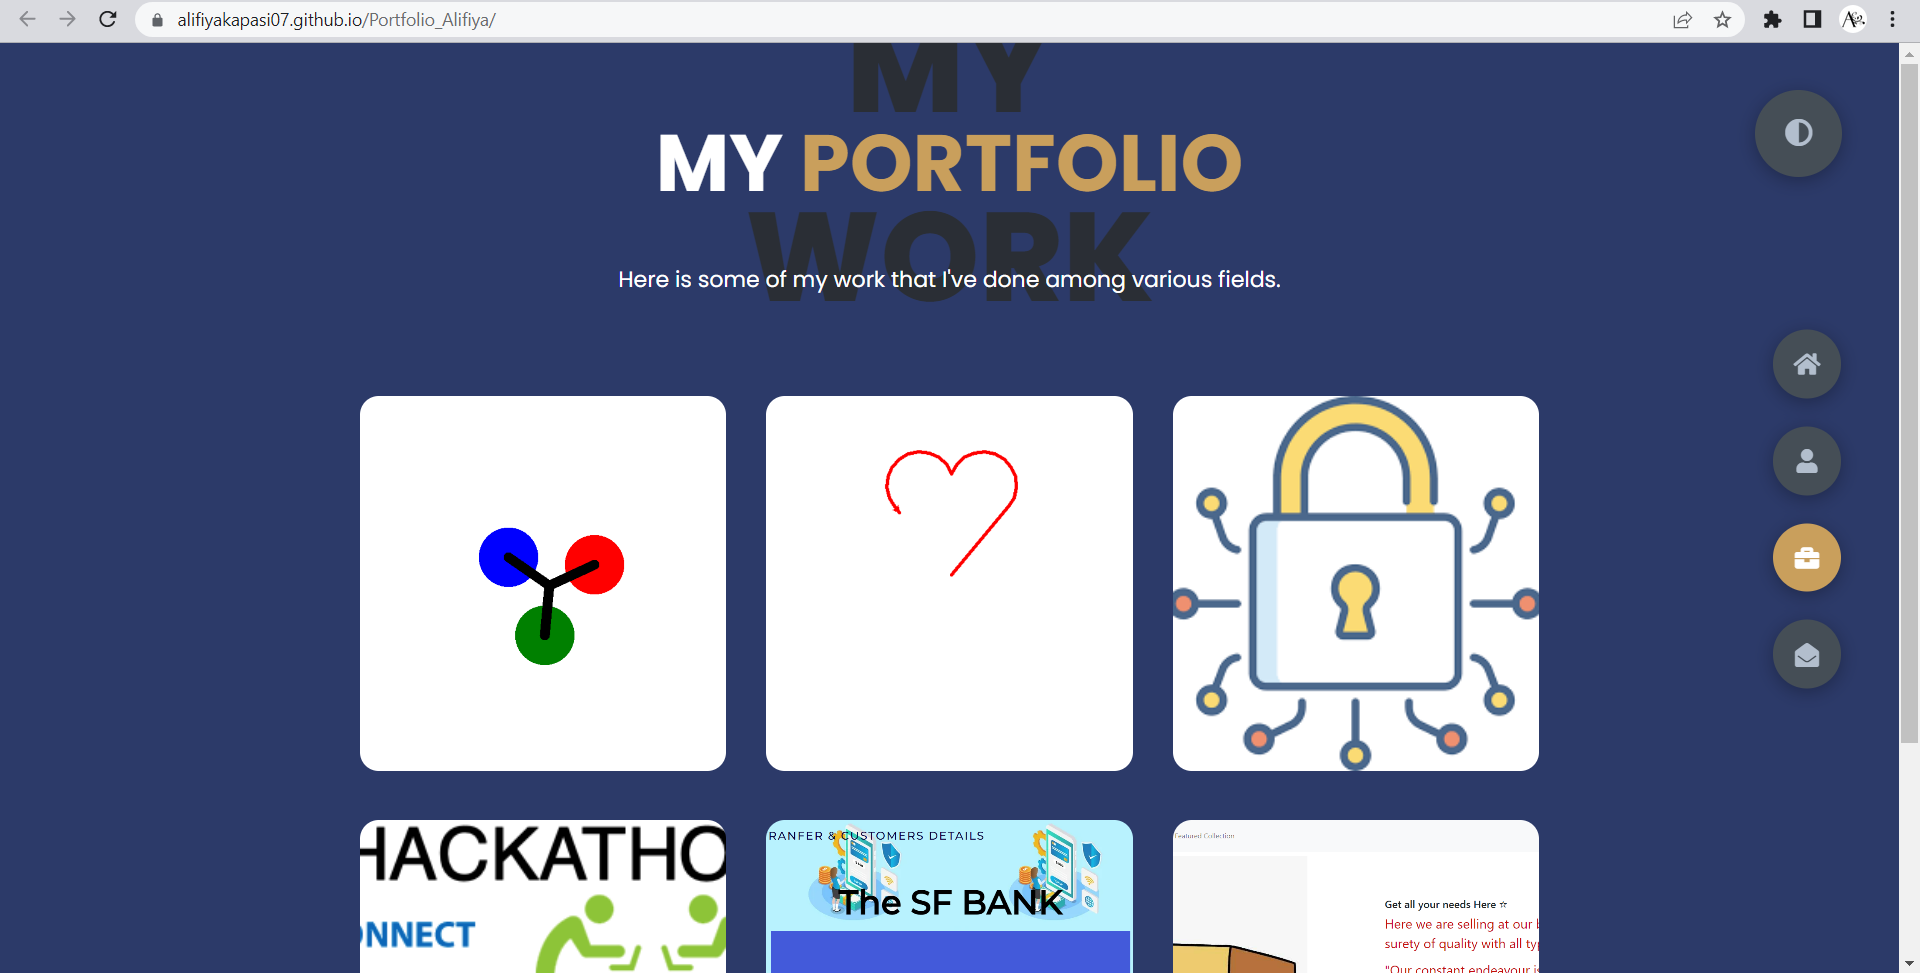 alifiyakapasi07.github.io/Portfolio_Alifiya/
MY
MY PORTFOLIO
WORK
Here is some of my work that I've done among various fields.
HACKATHO
ONNECT
RANFER & CUSTOMERS DETAILS
The SF BANK
Featured Collection
Get all your needs Here ☆
Here we are selling at our
surety of quality with all
"Our constant endeavour is